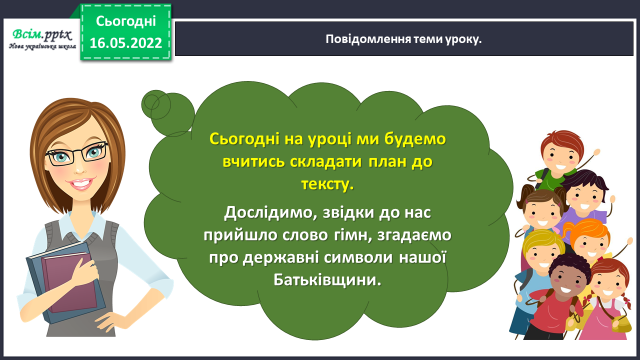 Всім.pptx
Нова українська школа
Сьогодні
16.05.2022
Повідомлення теми уроку.
Сьогодні на уроці ми будемо
вчитись складати план до
тексту.
Дослідимо, звідки до нас
прийшло слово гімн, згадаємо
про державні символи нашої
Батьківщини.